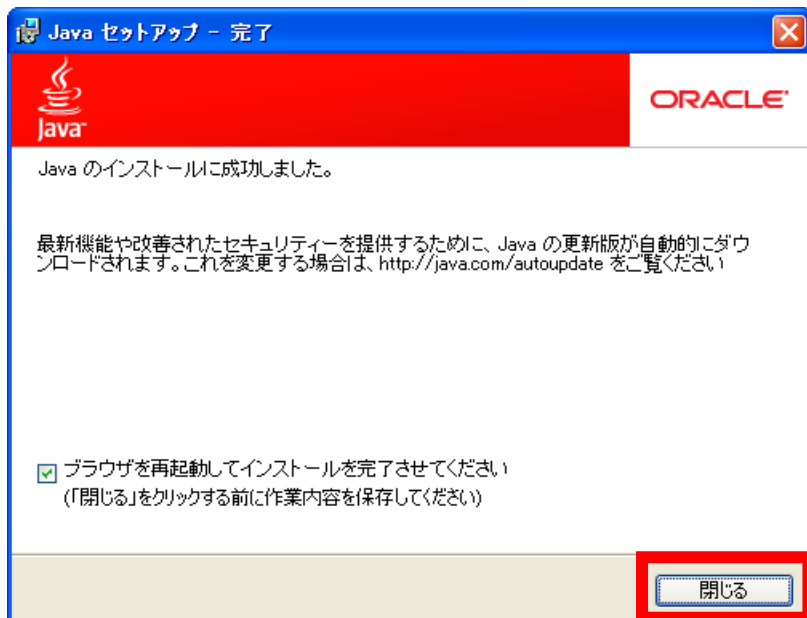 Java セットアップ - 完了
Java
ORACLE
Java のインストールに成功しました。
最新機能や改善されたセキュリティーを提供するために、Java の更新版が自動的にダウ
ンロードされます。これを変更する場合は、http://java.com/autoupdate をご覧ください
ブラウザを再起動してインストールを完了させてください
(「閉じる」をクリックする前に作業内容を保存してください)
閉じる